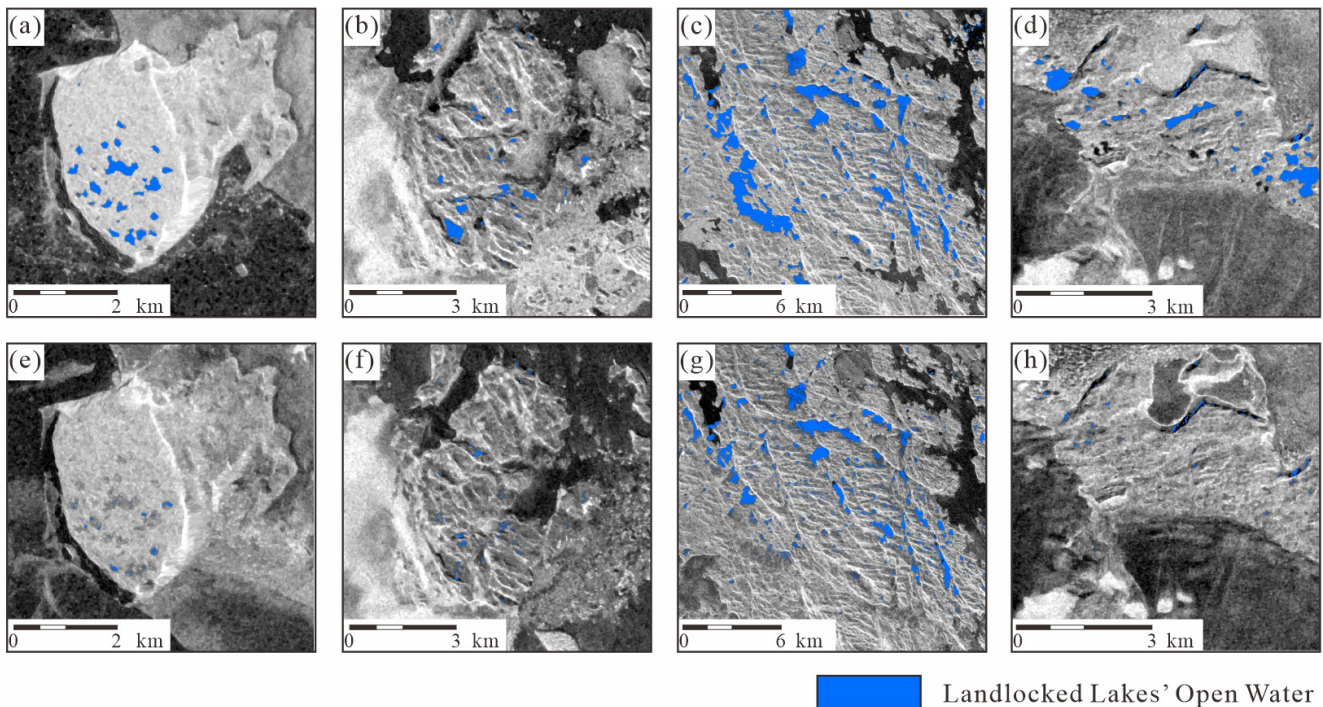 (a) (b) (c) (d)
0 2 km 0 3 km 0 6 km 0 3 km
(e) (f) (g) (h)
0 2 km 0 3 km 0 6 km 0 3 km
Landlocked Lakes’ Open Water